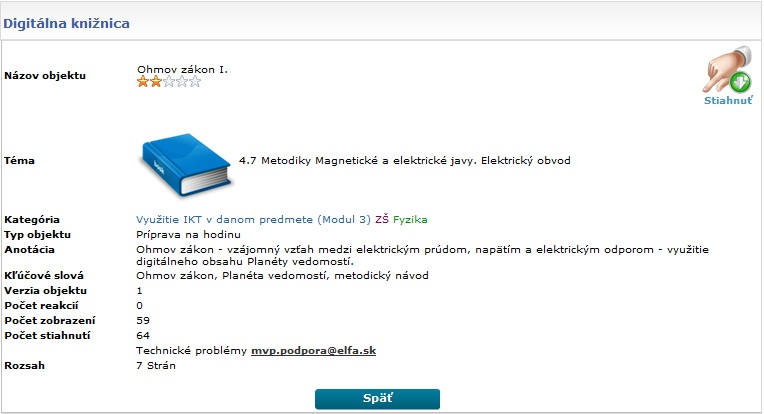 Digitálna knižnica
Názov objektu
Ohmov zákon I.
Stiahnuť
Téma
4.7 Metodiky Magnetické a elektrické javy. Elektrický obvod
Kategória
Využitie IKT v danom predmete (Modul 3) ZŠ Fyzika
Typ objektu
Príprava na hodinu
Anotácia
Ohmov zákon - vzájomný vzťah medzi elektrickým prúdom, napätím a elektrickým odporom - využitie
digitálneho obsahu Planéty vedomostí.
Kľúčové slová
Ohmov zákon, Planéta vedomostí, metodický návod
Verzia objektu
1
Počet reakcií
0
Počet zobrazení
59
Počet stiahnutí
64
Technické problémy mvp.podpora@elfa.sk
Rozsah
7 Strán
Späť